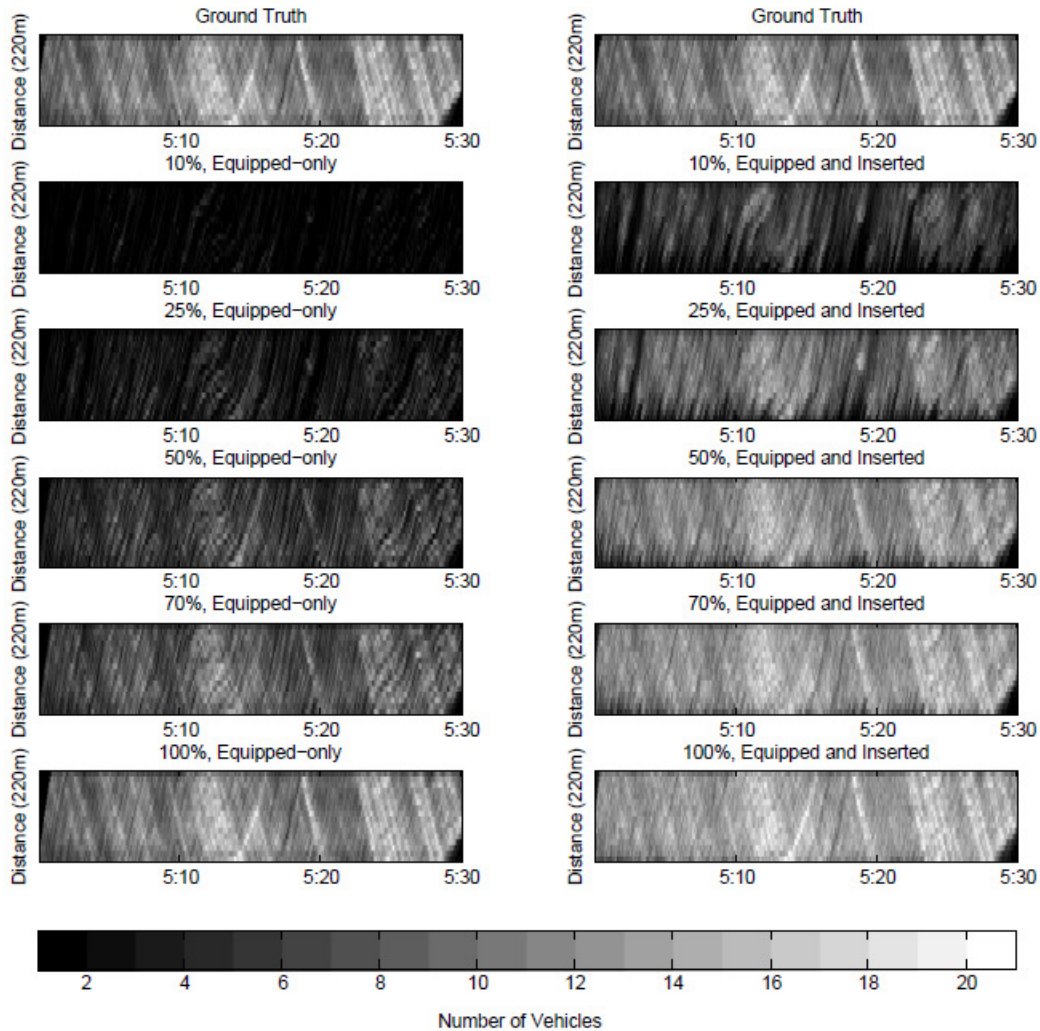 Ground Truth
Ground Truth
Distance (220m)
5:10 5:20 5:30
Distance (220m)
5:10 5:20 5:30
10%, Equipped-only
10%, Equipped and Inserted
Distance (220m)
5:10 5:20 5:30
Distance (220m)
5:10 5:20 5:30
25%, Equipped-only
25%, Equipped and Inserted
Distance (220m)
5:10 5:20 5:30
Distance (220m)
5:10 5:20 5:30
50%, Equipped-only
50%, Equipped and Inserted
Distance (220m)
5:10 5:20 5:30
Distance (220m)
5:10 5:20 5:30
70%, Equipped-only
70%, Equipped and Inserted
Distance (220m)
5:10 5:20 5:30
Distance (220m)
5:10 5:20 5:30
100%, Equipped-only
100%, Equipped and Inserted
Distance (220m)
5:10 5:20 5:30
Distance (220m)
5:10 5:20 5:30
2 4 6 8 10 12 14 16 18 20
Number of Vehicles